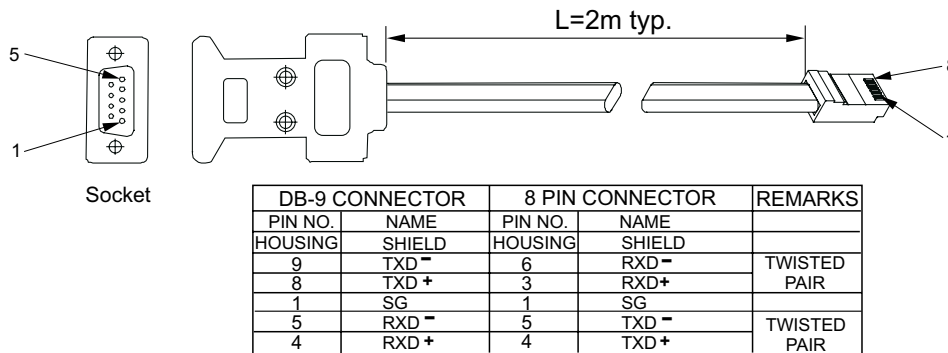 L=2m typ.
5
8
1
Socket
DB-9 CONNECTOR 8 PIN CONNECTOR REMARKS
PIN NO. NAME PIN NO. NAME
HOUSING SHIELD HOUSING SHIELD
9 TXD - 6 RXD- TWISTED PAIR
8 TXD + 3 RXD+
1 SG 1 SG
5 RXD - 5 TXD - TWISTED PAIR
4 RXD + 4 TXD +